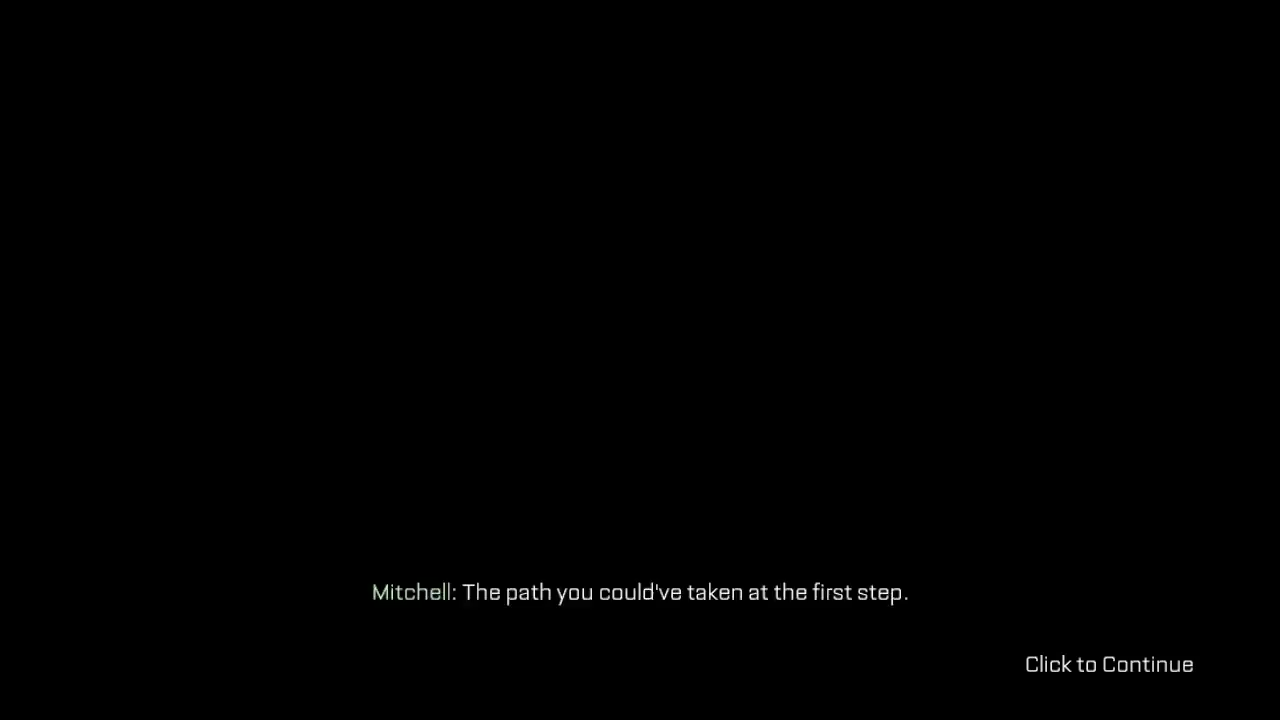 Mitchell: The path you could've taken at the first step.
Click to Continue